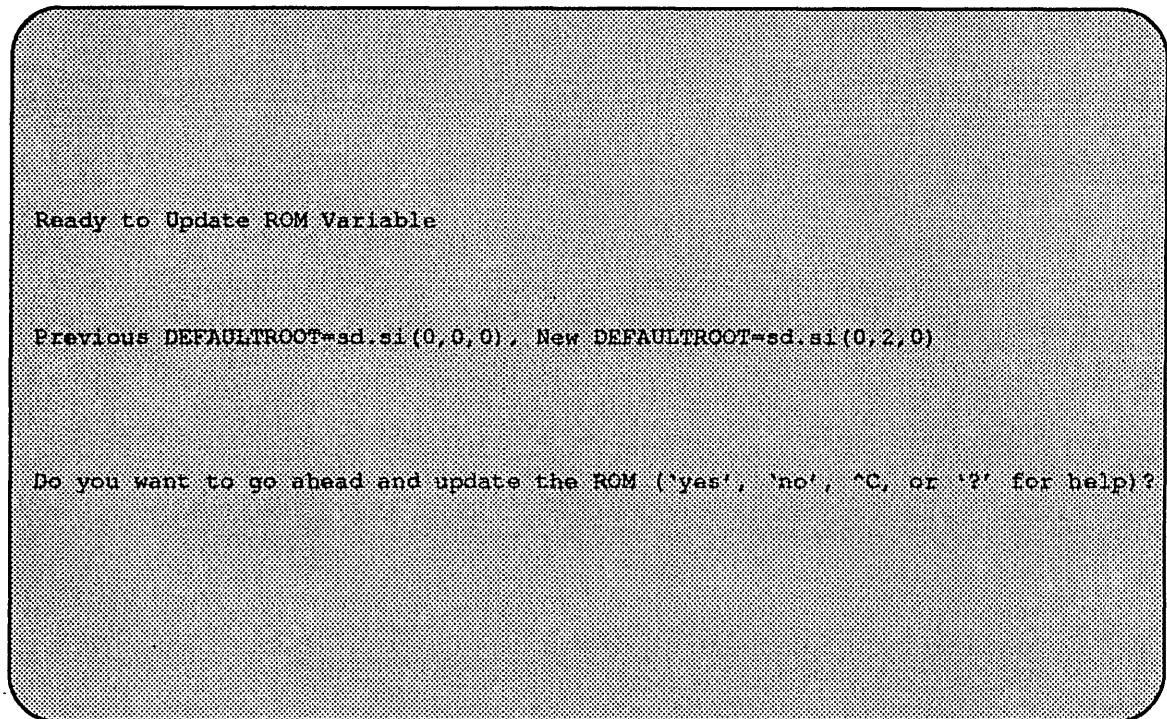 Ready to Update ROM Variable
Previous DEFAULTROOT=sd.si(0,0,0), New DEFAULTROOT=sd.si(0,2,0)
Do you want to go ahead and update the ROM (‘yes’, ‘no’, ^C, or ‘?’ for help)?